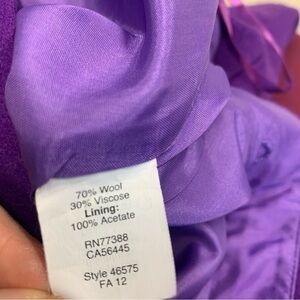 70% Wool
30% Viscose
Lining:
100% Acetate
RN77388
CA56445
Style 46575
FA 12